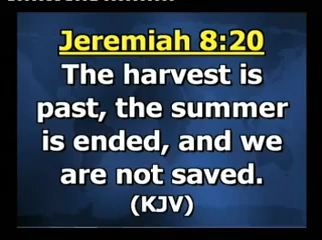 Jeremiah 8:20
The harvest is
past, the summer
is ended, and we
are not saved.
(KJV)